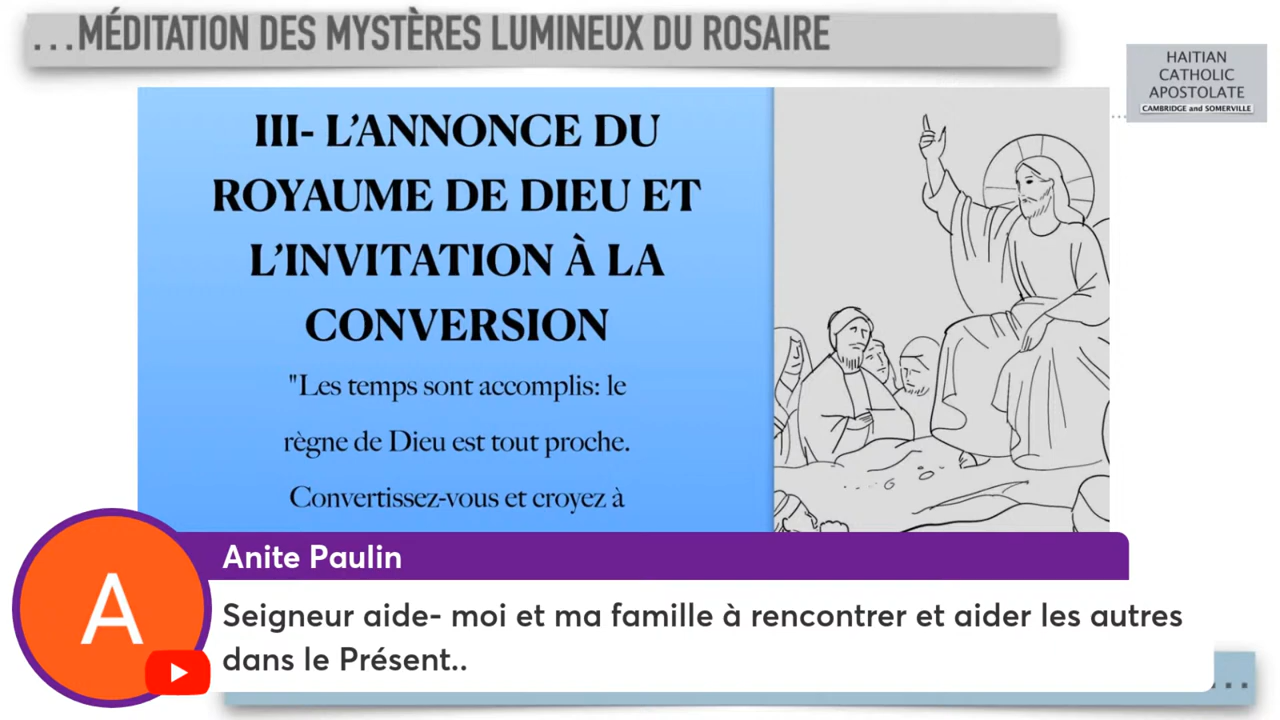 ...MÉDITATION DES MYSTÈRES LUMINEUX DU ROSAIRE
HAITIAN
CATHOLIC
APOSTOLATE
CAMBRIDGE and SOMERVILLE
III- L’ANNONCE DU
ROYAUME DE DIEU ET
L’INVITATION À LA
CONVERSION
"Les temps sont accomplis: le
règne de Dieu est tout proche.
Convertissez-vous et croyez à
A
Anite Paulin
Seigneur aide- moi et ma famille à rencontrer et aider les autres
dans le Présent..